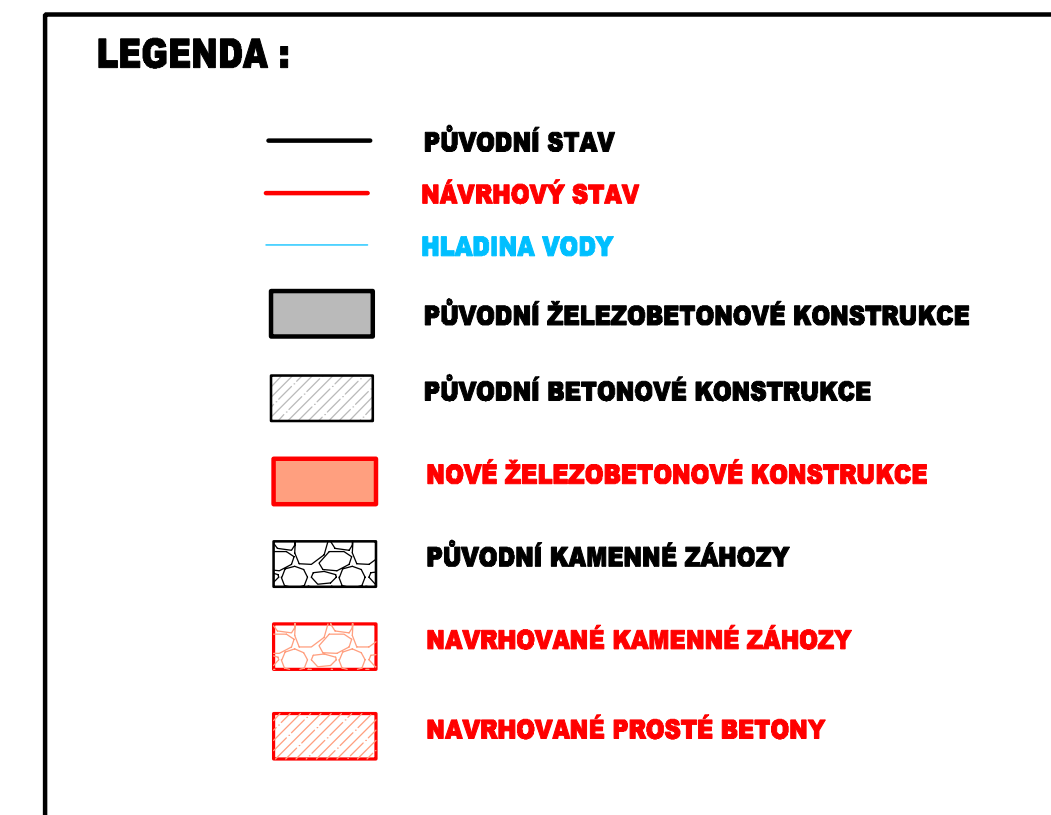 LEGENDA :
PŮVODNÍ STAV
NÁVRHOVÝ STAV
HLADINA VODY
PŮVODNÍ ŽELEZOBETONOVÉ KONSTRUKCE
PŮVODNÍ BETONOVÉ KONSTRUKCE
NOVÉ ŽELEZOBETONOVÉ KONSTRUKCE
PŮVODNÍ KAMENNÉ ZÁHOZY
NAVRHOVANÉ KAMENNÉ ZÁHOZY
NAVRHOVANÉ PROSTÉ BETONY